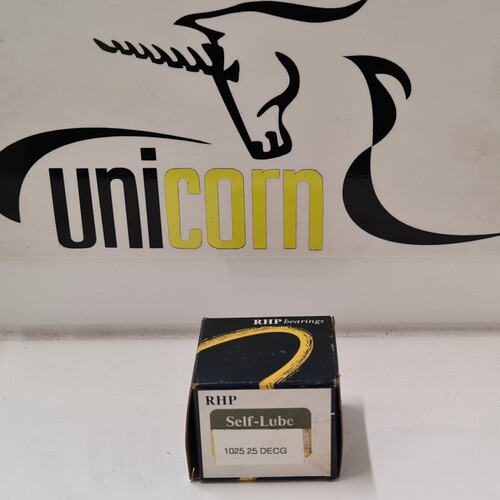 unicorn
RHP bearings
RHP
Self-Lube
1025 25 DECG